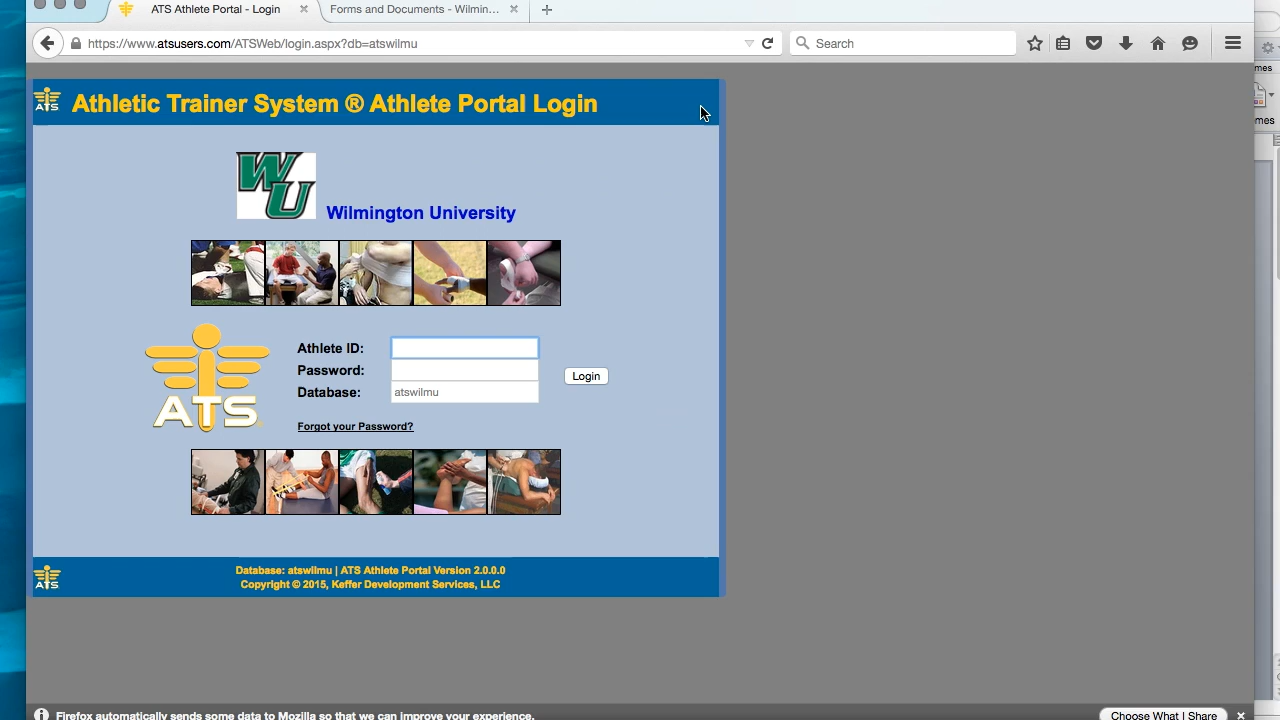 ATS Athlete Portal - Login
Forms and Documents - Wilmin...
https://www.atsusers.com/ATSWeb/login.aspx?db=atswilmu
Search
ATS Athletic Trainer System ® Athlete Portal Login
WU
Wilmington University
Athlete ID:
Password:
Database: atswilmu
Login
ATS
Forgot your Password?
ATS
Database: atswilmu | ATS Athlete Portal Version 2.0.0.0
Copyright © 2015, Keffer Development Services, LLC
Firefox automatically sends some data to Mozilla so that we can improve your experience.
Choose What I Share